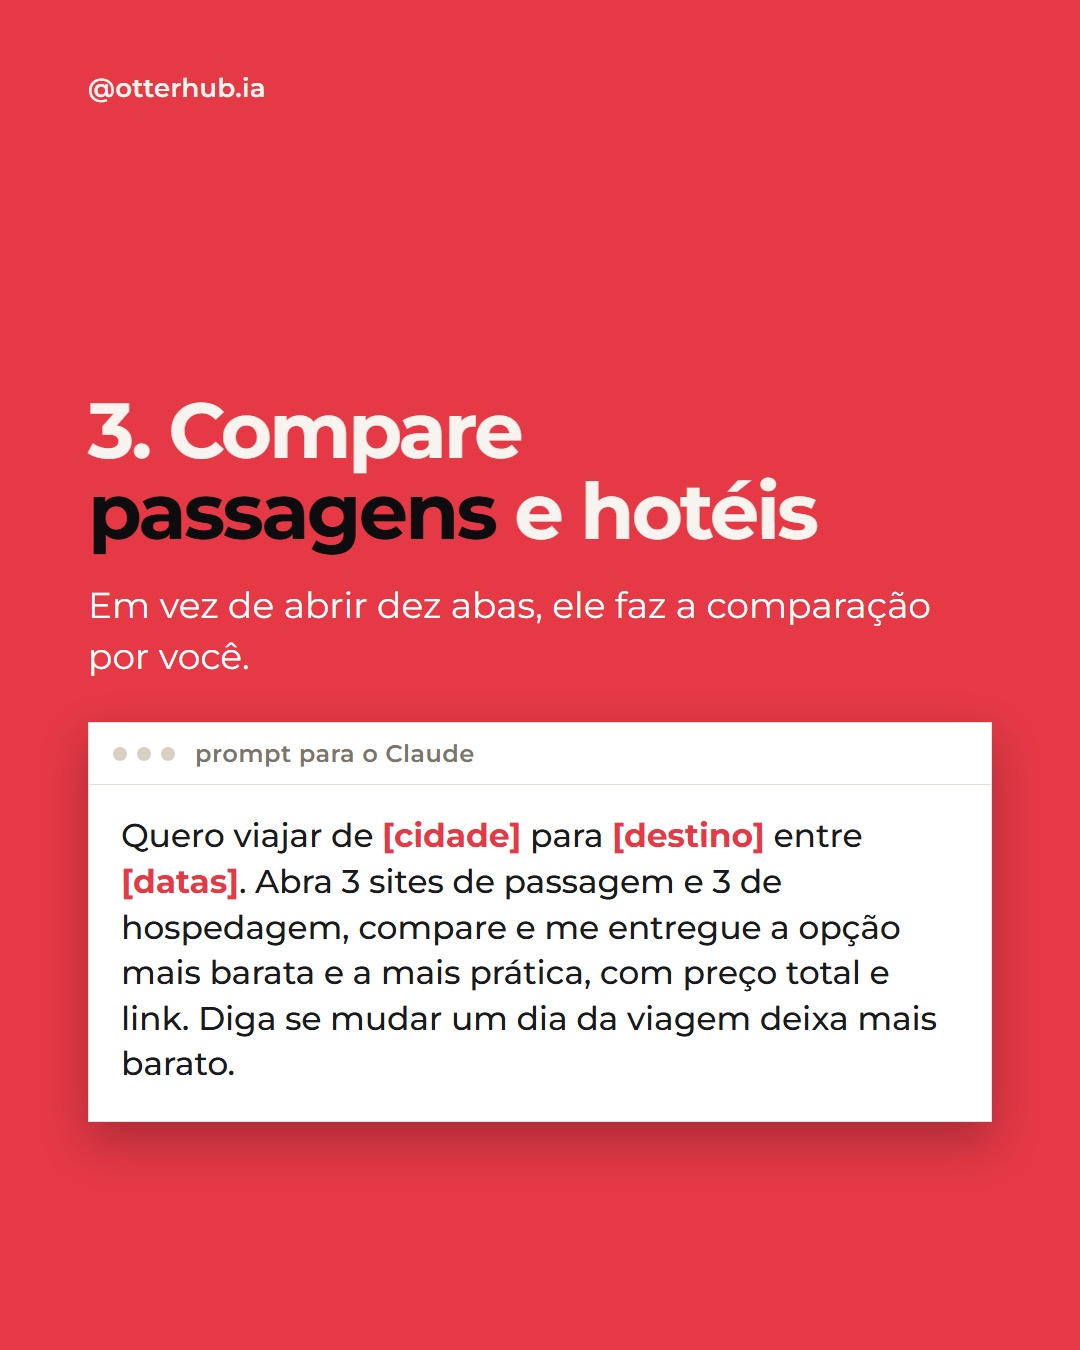 @otterhub.ia
3. Compare
passagens e hotéis
Em vez de abrir dez abas, ele faz a comparação
por você.
prompt para o Claude
Quero viajar de [cidade] para [destino] entre
[datas]. Abra 3 sites de passagem e 3 de
hospedagem, compare e me entregue a opção
mais barata e a mais prática, com preço total e
link. Diga se mudar um dia da viagem deixa mais
barato.